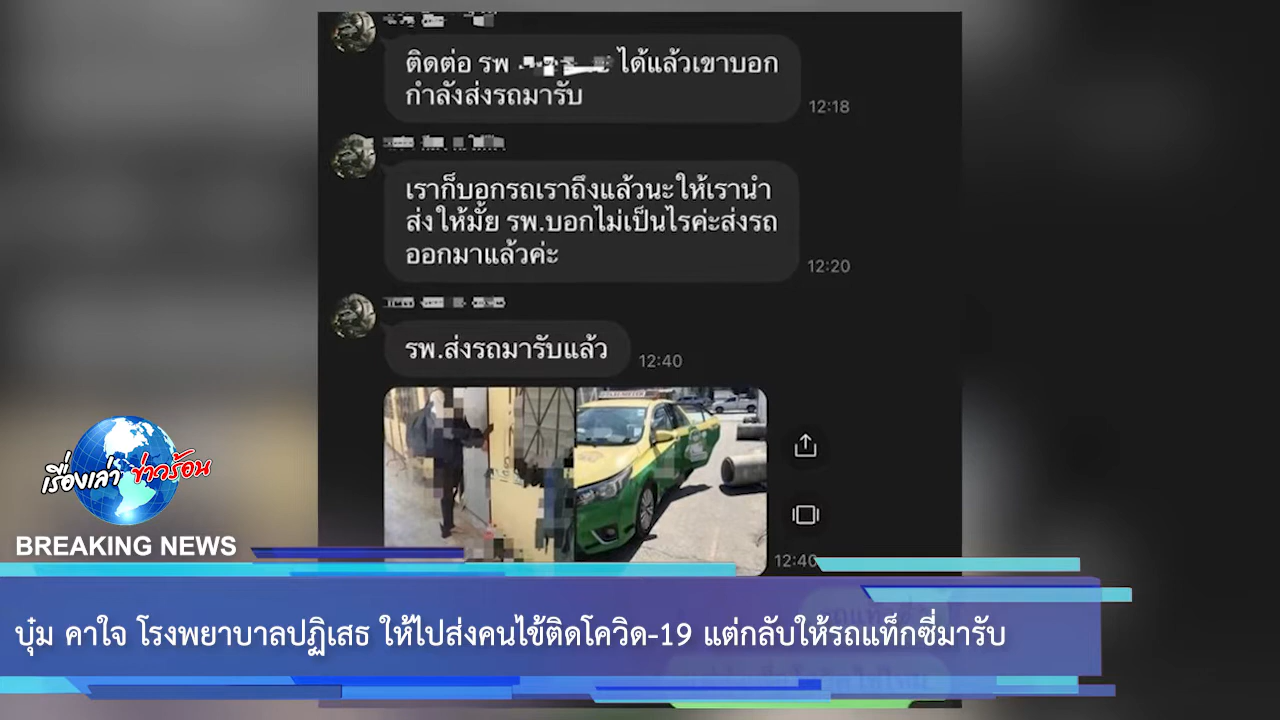 ติดต่อ รพ ได้แล้วเขาบอก
กำลังส่งรถมารับ
12:18
เราก็บอกรถเราถึงแล้วนะให้เรานำ
ส่งให้มั้ย รพ.บอกไม่เป็นไรค่ะส่งรถ
ออกมาแล้วค่ะ
12:20
รพ.ส่งรถมารับแล้ว
12:40
12:40
เรื่องเล่า ข่าวร้อน
BREAKING NEWS
บุ๋ม คาใจ โรงพยาบาลปฏิเสธ ให้ไปส่งคนไข้ติดโควิด-19 แต่กลับให้รถแท็กซี่มารับ